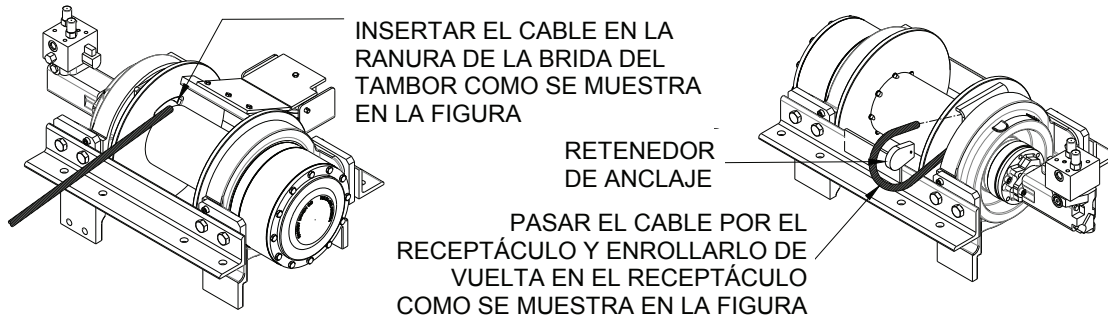 INSERTAR EL CABLE EN LA
RANURA DE LA BRIDA DEL
TAMBOR COMO SE MUESTRA
EN LA FIGURA
RETENEDOR
DE ANCLAJE
PASAR EL CABLE POR EL
RECEPTÁCULO Y ENROLLARLO DE
VUELTA EN EL RECEPTÁCULO
COMO SE MUESTRA EN LA FIGURA